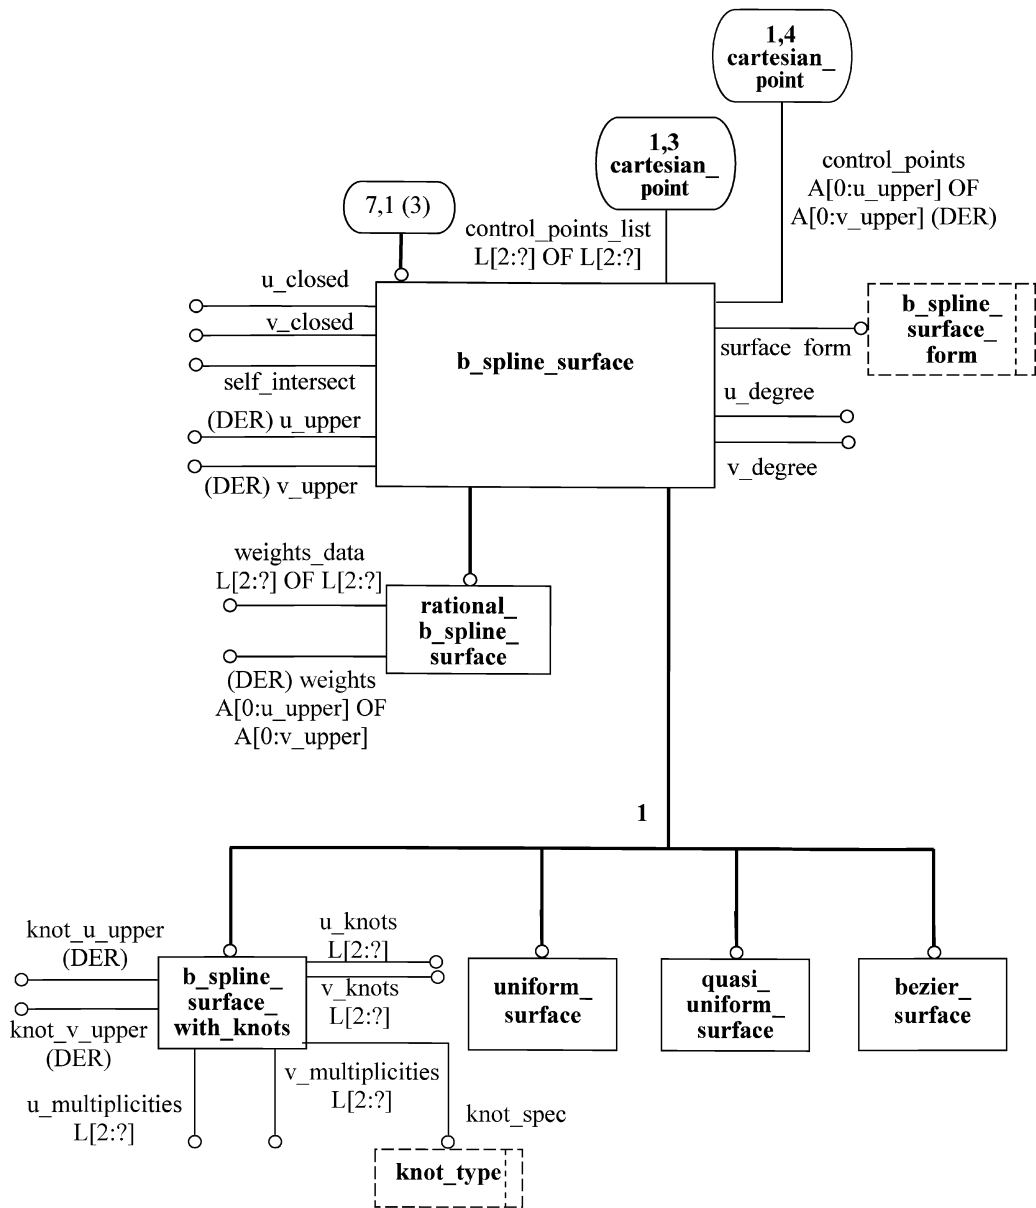 1,4
cartesian_
point
1,3
cartesian_
point
control_points
A[0:u_upper] OF
A[0:v_upper] (DER)
7,1 (3)
control_points_list
L[2:?] OF L[2:?]
u_closed
v_closed
self_intersect
(DER) u_upper
(DER) v_upper
b_spline_surface
b_spline_
surface_
form
surface form
u_degree
v_degree
weights_data
L[2:?] OF L[2:?]
rational_
b_spline_
surface
(DER) weights
A[0:u_upper] OF
A[0:v_upper]
1
knot_u_upper
(DER)
knot_v_upper
(DER)
b_spline_
surface_
with_knots
u_knots
L[2:?]
v_knots
L[2:?]
uniform_
surface
quasi_
uniform_
surface
bezier_
surface
u_multiplicities
L[2:?]
v_multiplicities
L[2:?]
knot_spec
knot_type